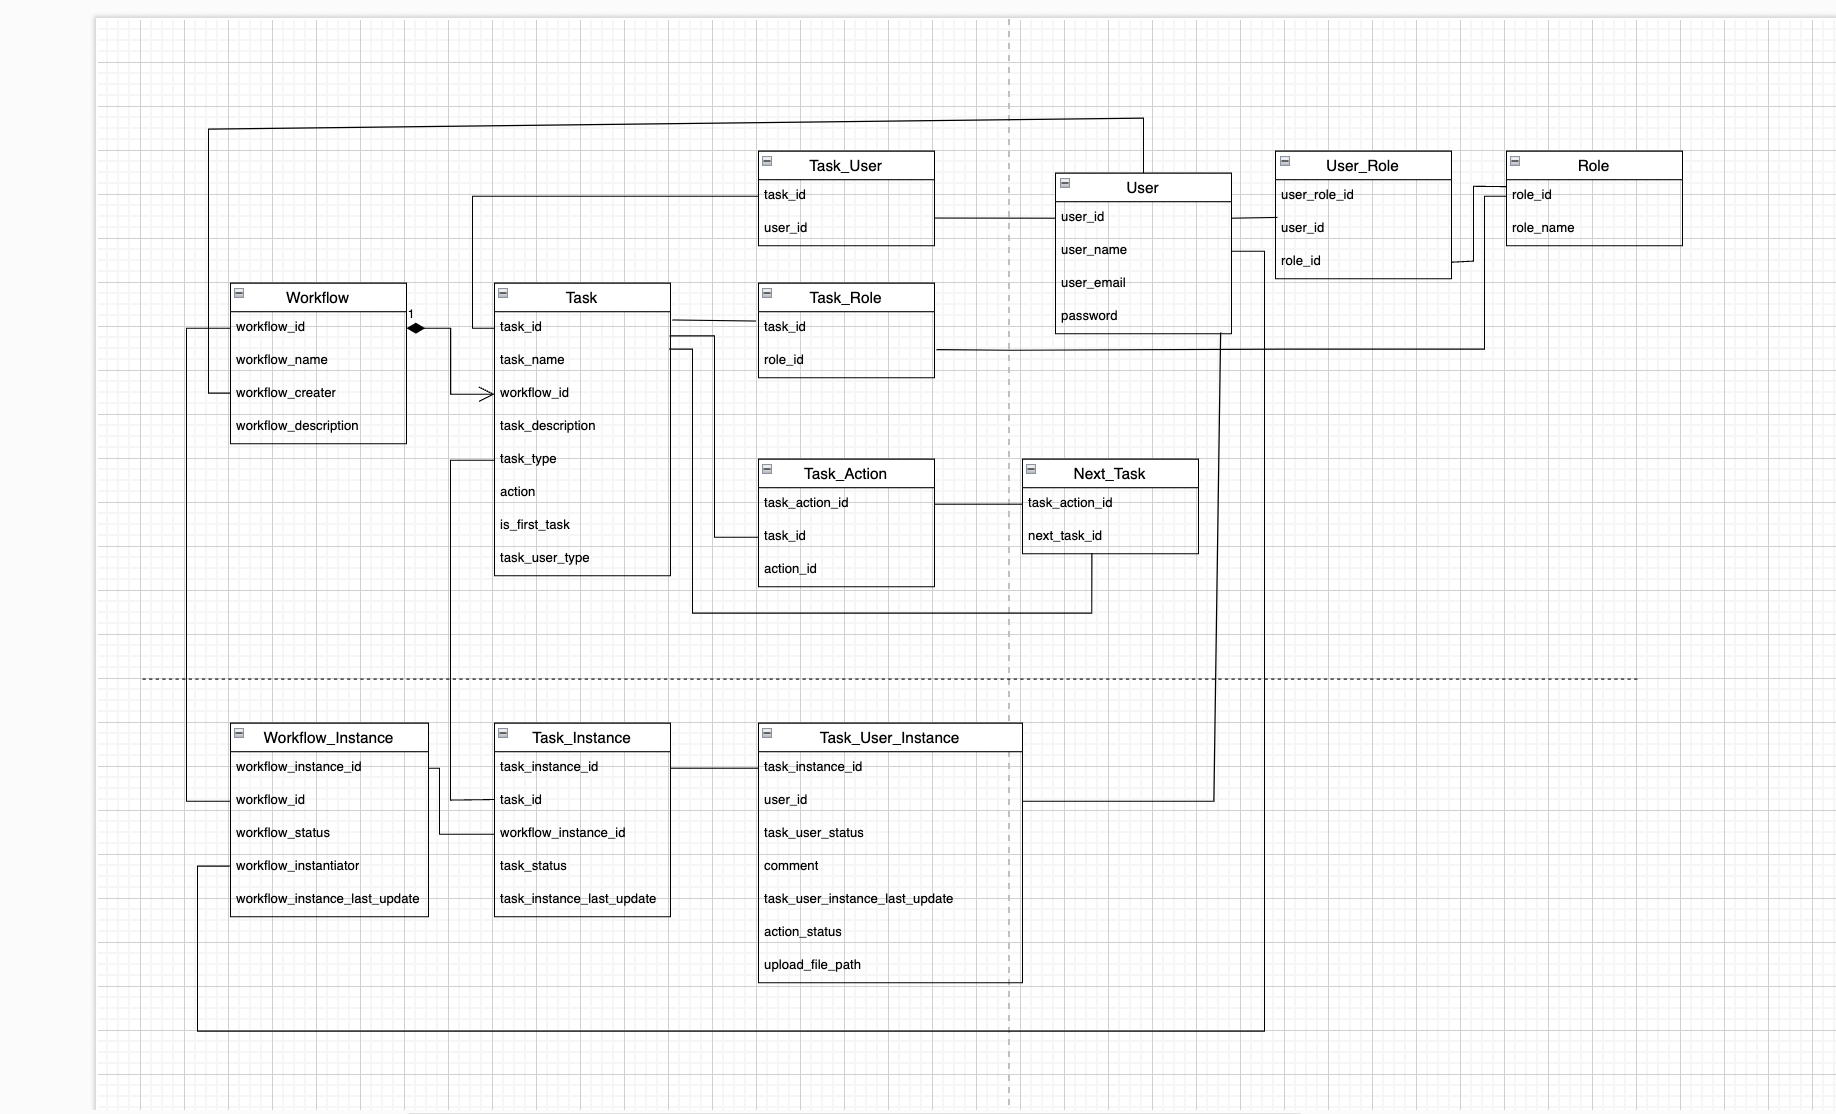 Task_User
task_id
user_id
User
user_id
user_name
user_email
password
User_Role
user_role_id
user_id
role_id
Role
role_id
role_name
Workflow
workflow_id
workflow_name
workflow_creater
workflow_description
1
Task
task_id
task_name
workflow_id
task_description
task_type
action
is_first_task
task_user_type
Task_Role
task_id
role_id
Task_Action
task_action_id
task_id
action_id
Next_Task
task_action_id
next_task_id
Workflow_Instance
workflow_instance_id
workflow_id
workflow_status
workflow_instantiator
workflow_instance_last_update
Task_Instance
task_instance_id
task_id
workflow_instance_id
task_status
task_instance_last_update
Task_User_Instance
task_instance_id
user_id
task_user_status
comment
task_user_instance_last_update
action_status
upload_file_path